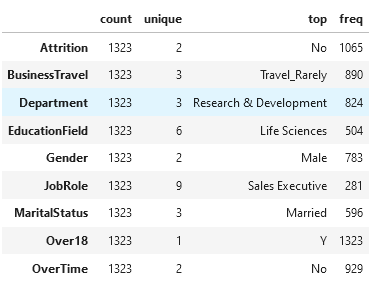 count unique top freq
Attrition 1323 2 No 1065
BusinessTravel 1323 3 Travel_Rarely 890
Department 1323 3 Research & Development 824
EducationField 1323 6 Life Sciences 504
Gender 1323 2 Male 783
JobRole 1323 9 Sales Executive 281
MaritalStatus 1323 3 Married 596
Over18 1323 1 Y 1323
OverTime 1323 2 No 929